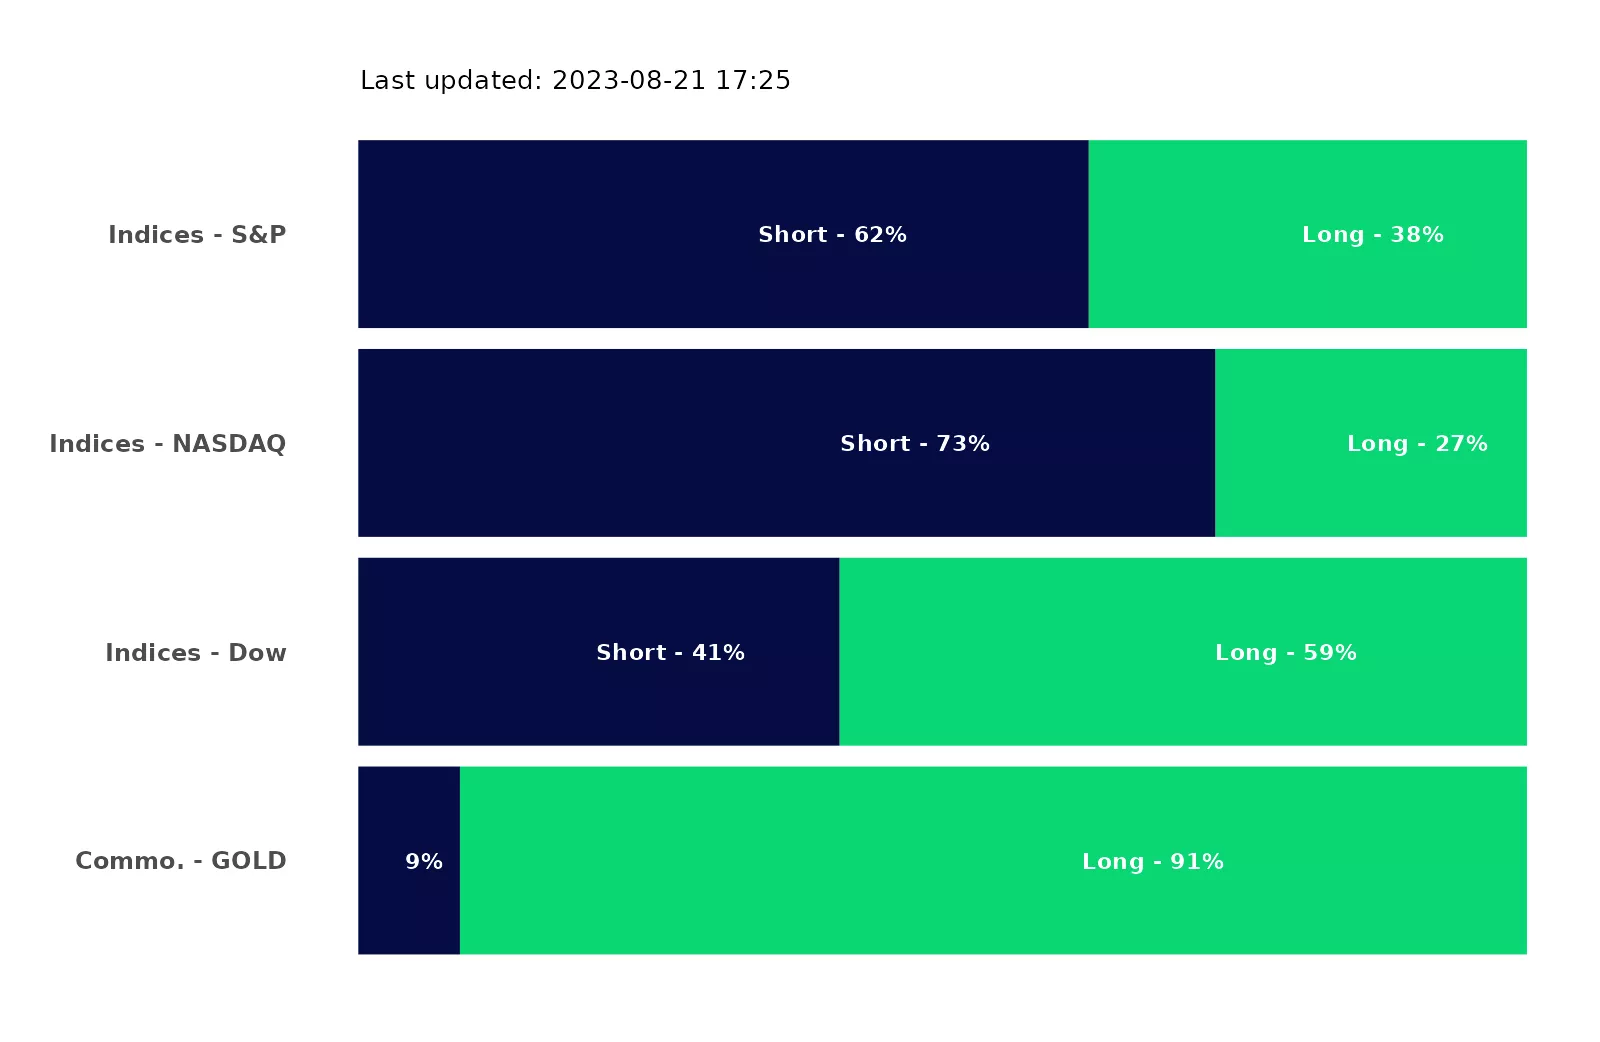 Last updated: 2023-08-21 17:25
Indices - S&P Short - 62% Long - 38%
Indices - NASDAQ Short - 73% Long - 27%
Indices - Dow Short - 41% Long - 59%
Commo. - GOLD 9% Long - 91%